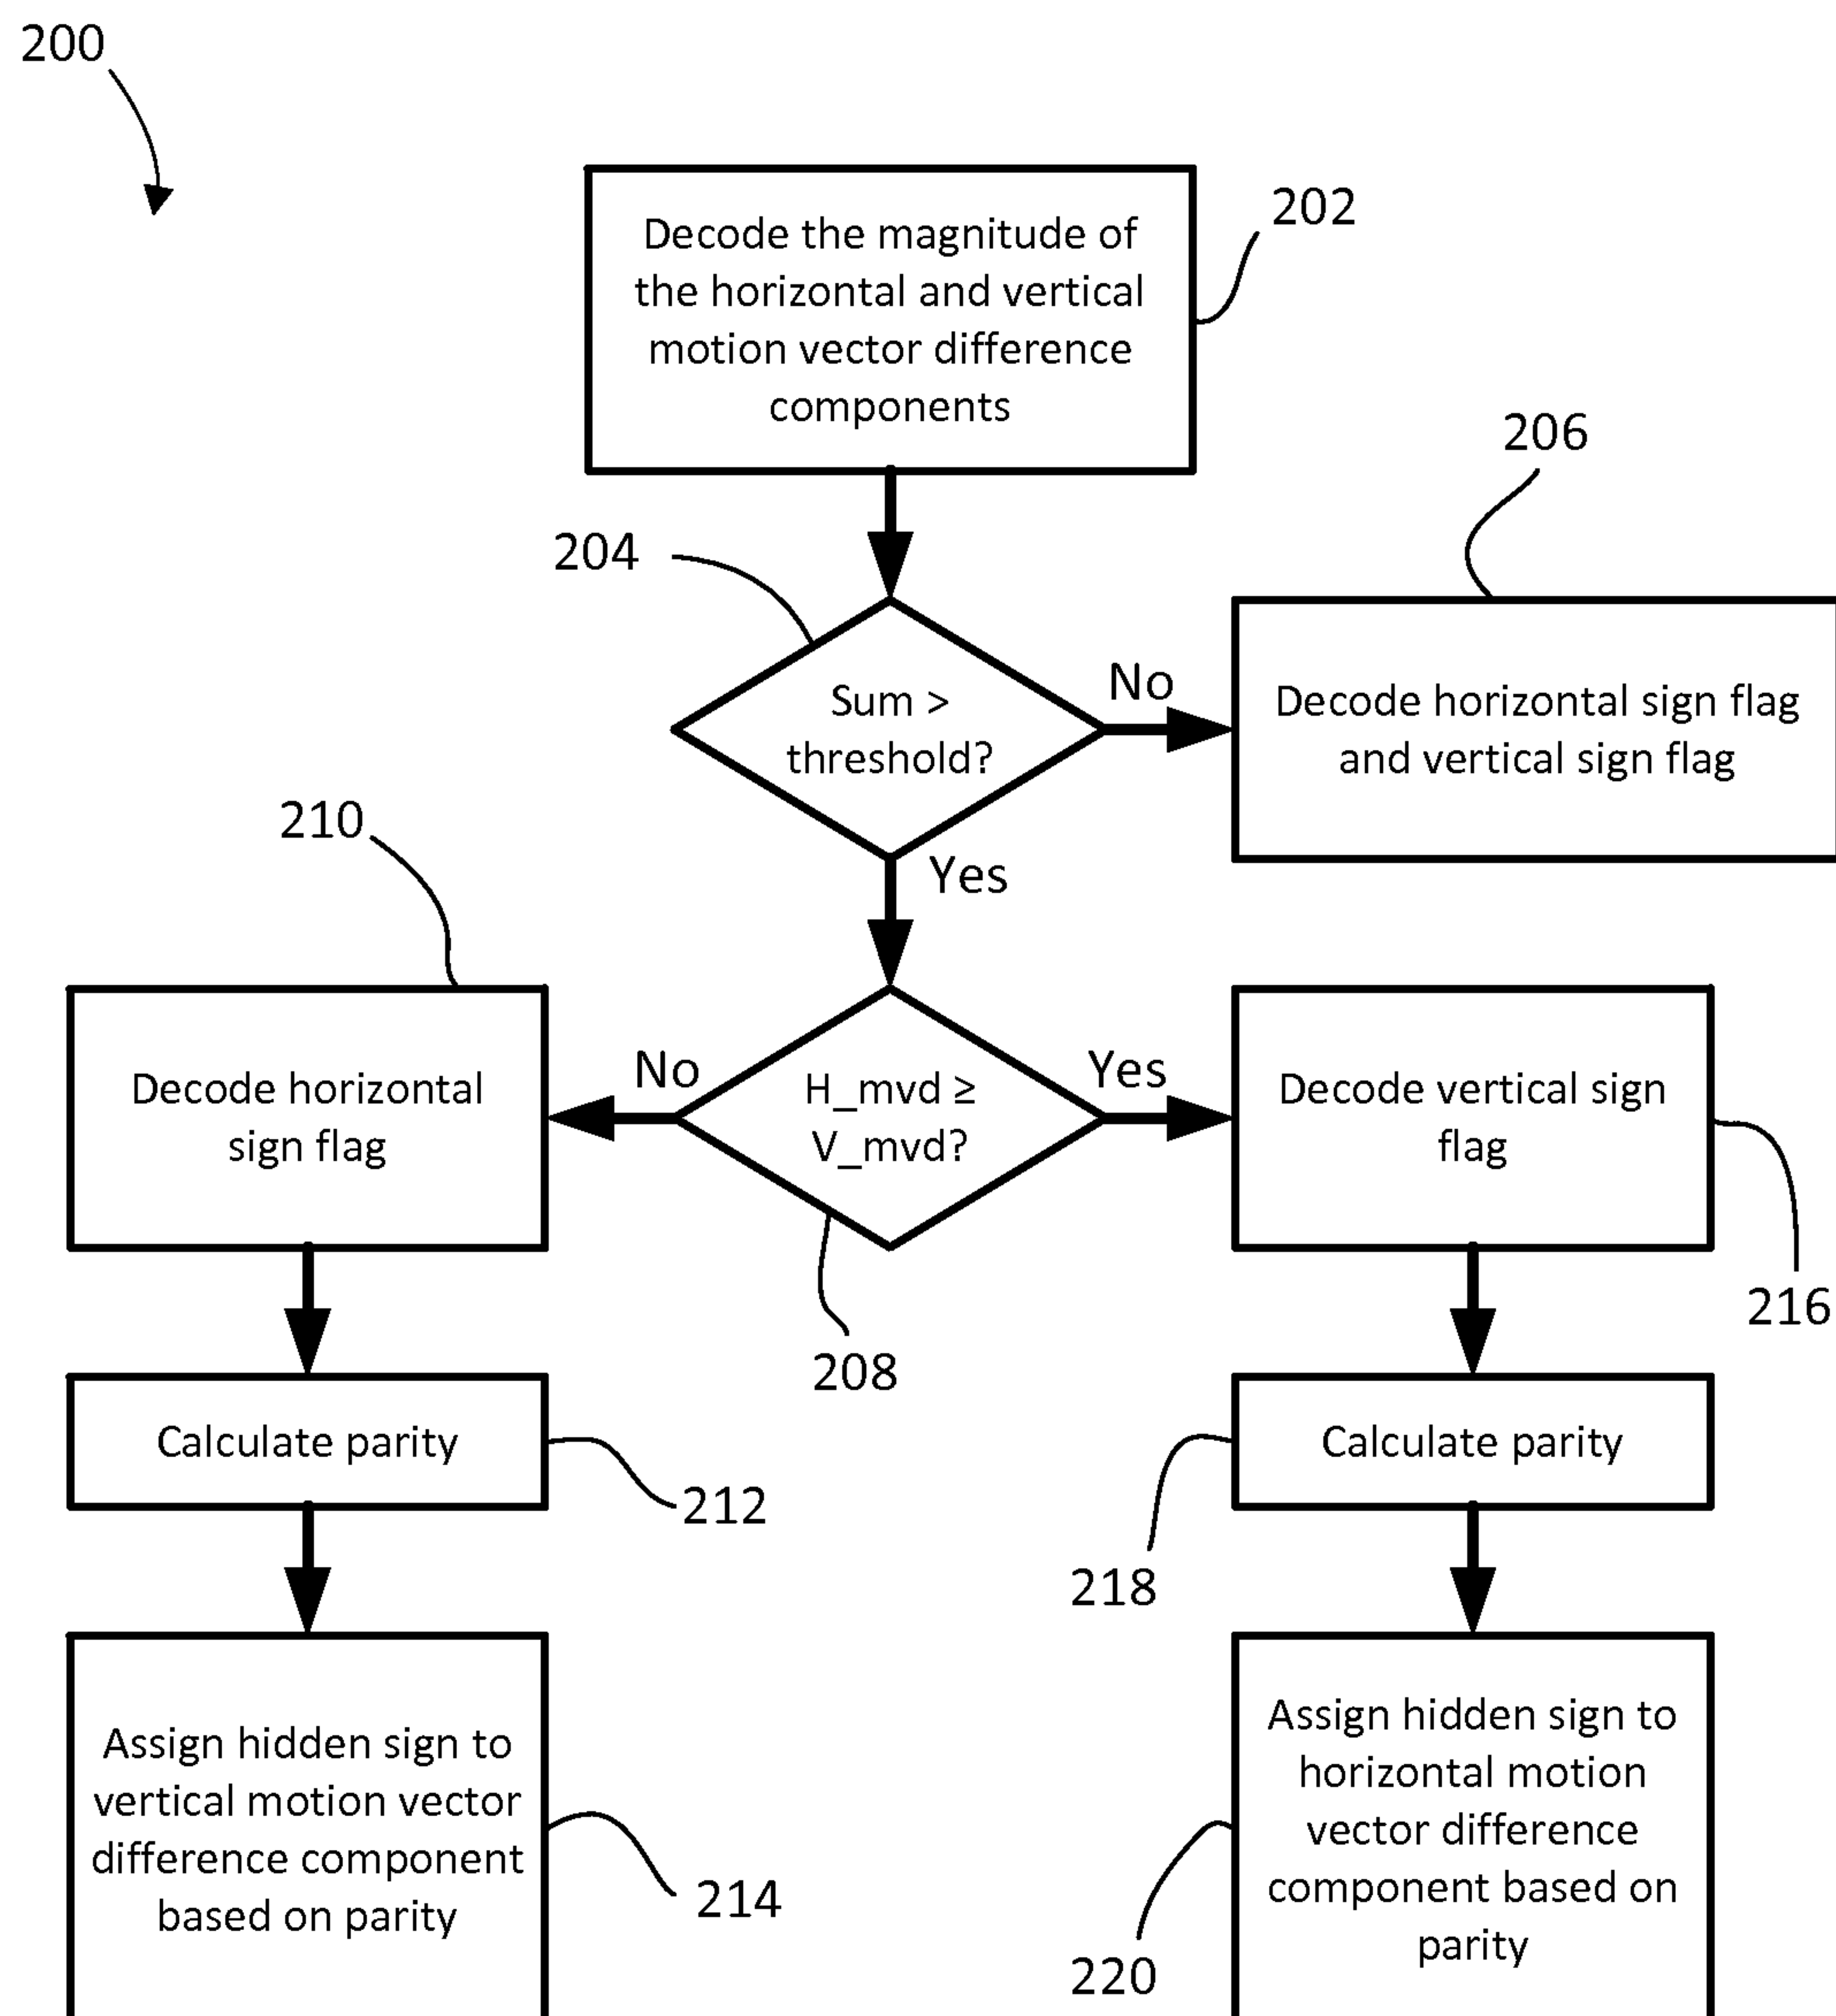 200
Decode the magnitude of
the horizontal and vertical
motion vector difference
components
202
206
204
Sum >
threshold?
No
Decode horizontal sign flag
and vertical sign flag
210
Yes
Decode horizontal
sign flag
No
H_mvd ≥
V_mvd?
Yes
Decode vertical sign
flag
216
208
Calculate parity
212
Calculate parity
218
Assign hidden sign to
vertical motion vector
difference component
based on parity
214
Assign hidden sign to
horizontal motion
vector difference
component based on
parity
220